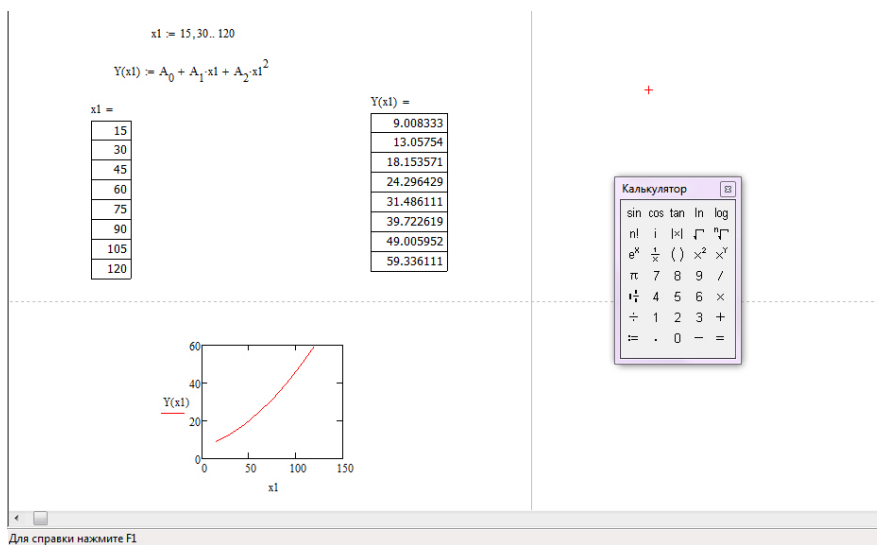 x1 := 15,30.. 120
Y(x1) := A₀ + A₁·x1 + A₂·x1²
x1 =
15
30
45
60
75
90
105
120
Y(x1) =
9.008333
13.05754
18.153571
24.296429
31.486111
39.722619
49.005952
59.336111
Калькулятор
sin cos tan ln log
n! i |×| √ ⁿ√
eˣ 1/x ( ) ×² ×ʸ
π 7 8 9 /
4 5 6 ×
÷ 1 2 3 +
:= . 0 − =
60
40
Y(x1)
20
0
0 50 100 150
x1
Для справки нажмите F1